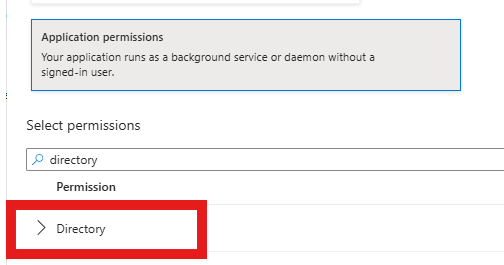 Application permissions
Your application runs as a background service or daemon without a
signed-in user.
Select permissions
directory
Permission
Directory